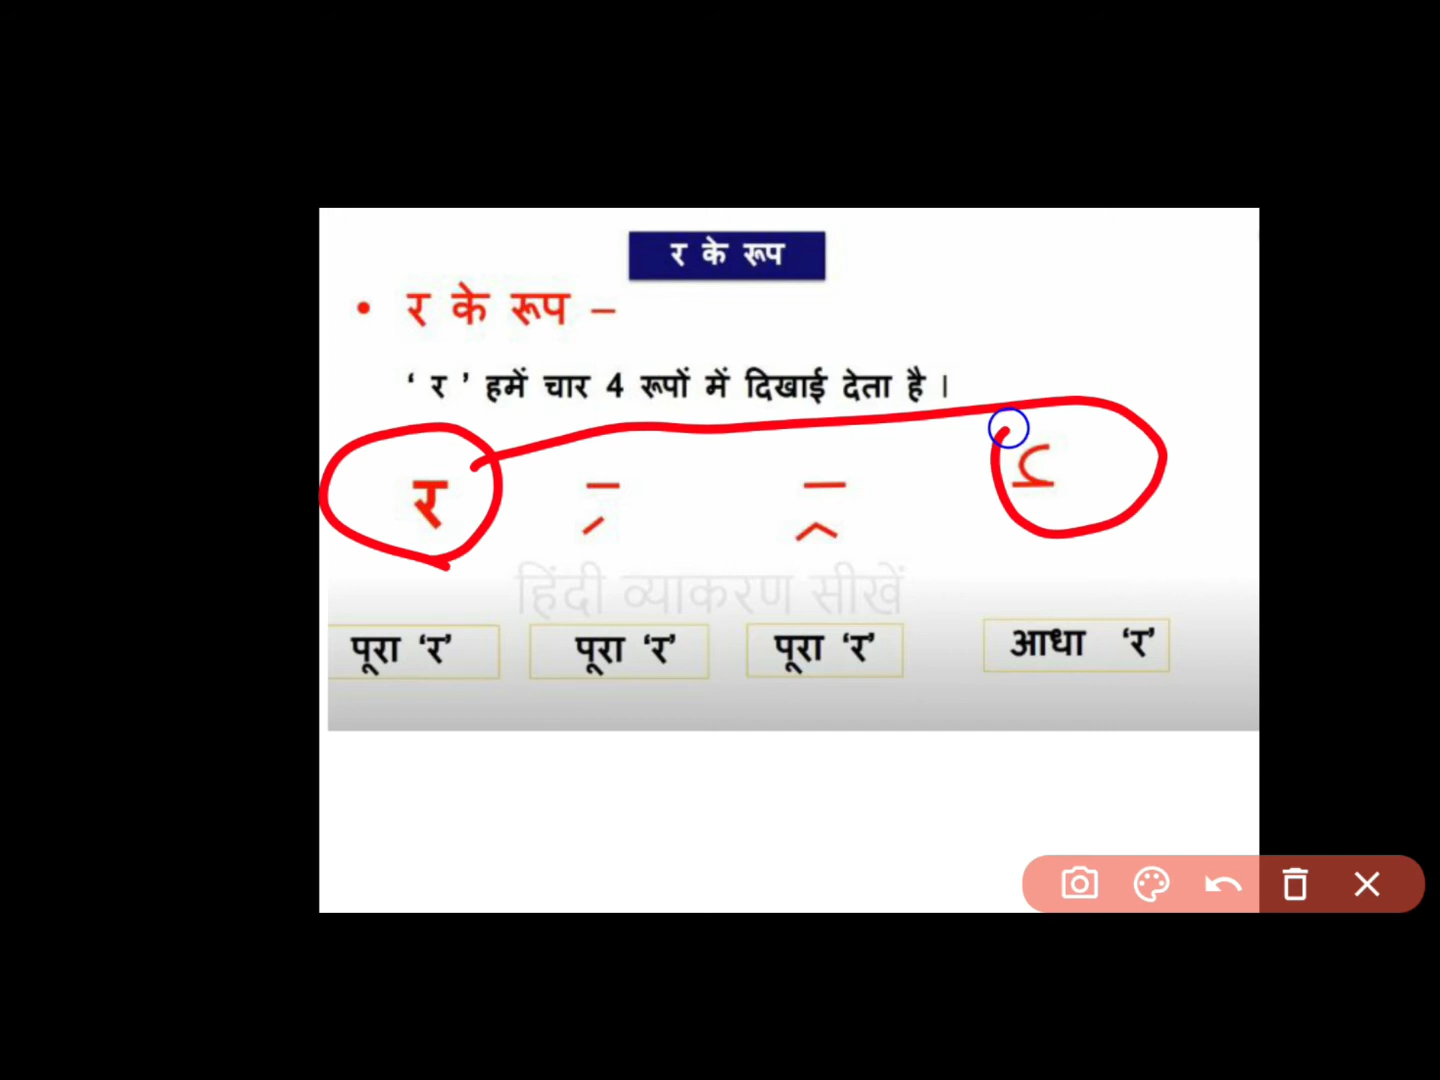 र के रूप
• र के रूप –
‘ र ’ हमें चार 4 रूपों में दिखाई देता है ।
र
हिंदी व्याकरण सीखें
पूरा ‘र’ पूरा ‘र’ पूरा ‘र’ आधा ‘र’